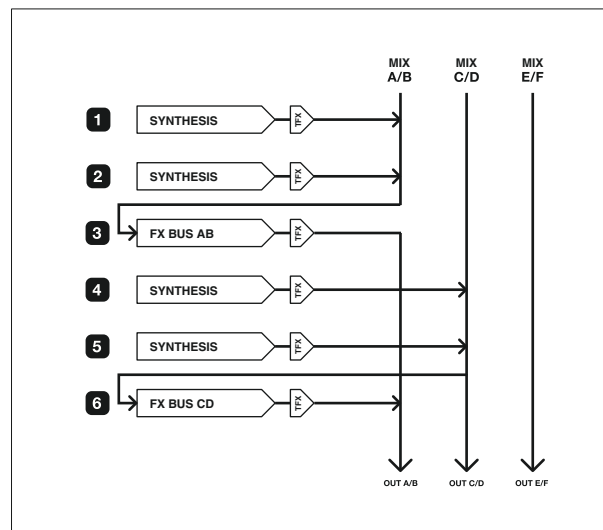 MIX MIX MIX
A/B C/D E/F
1 SYNTHESIS TFX
2 SYNTHESIS TFX
3 FX BUS AB TFX
4 SYNTHESIS TFX
5 SYNTHESIS TFX
6 FX BUS CD TFX
OUT A/B OUT C/D OUT E/F